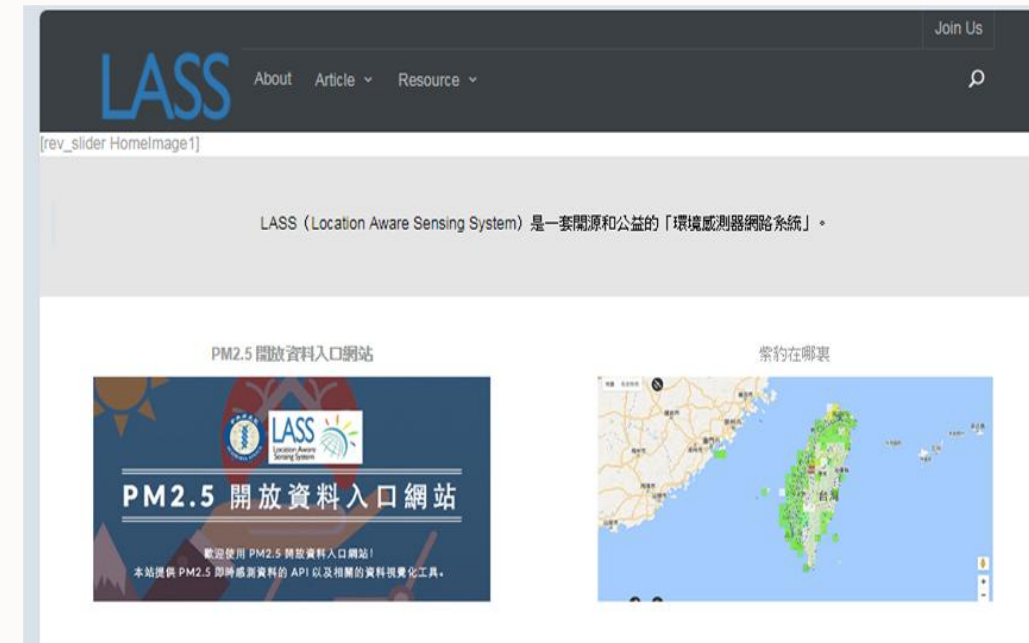 Join Us
LASS
About Article Resource
[rev_slider HomeImage1]
LASS（Location Aware Sensing System）是一套開源和公益的「環境感測器網路系統」。
PM2.5 開放資料入口網站
紫豹在哪裏
LASS
Location Aware
Sensing System
PM2.5 開放資料入口網站
歡迎使用 PM2.5 開放資料入口網站！
本站提供 PM2.5 即時感測資料的 API 以及相關的資料視覺化工具。
台灣